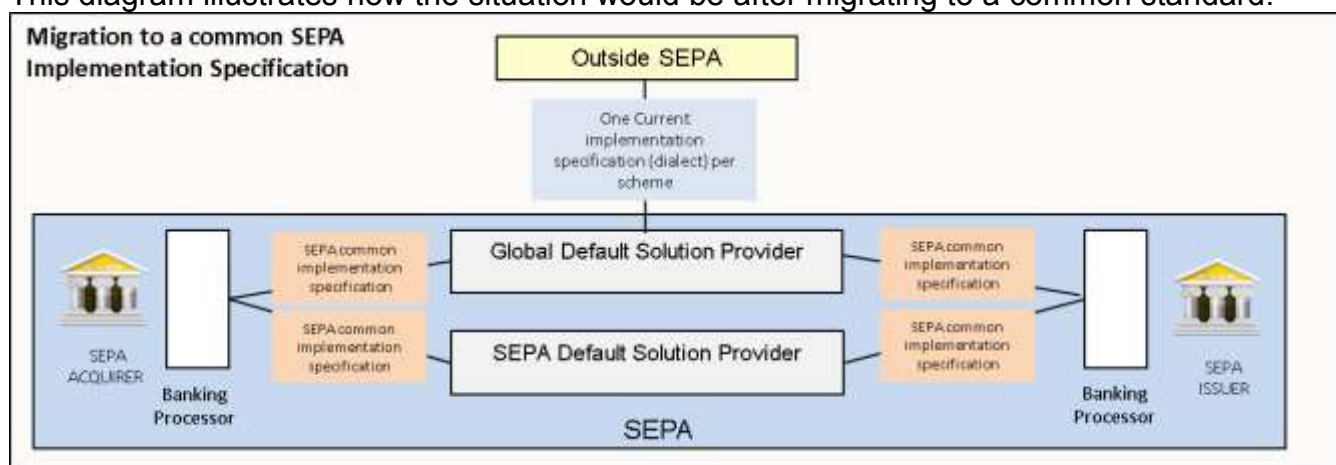 This diagram illustrates how the situation would be after migrating to a common standard.
Migration to a common SEPA
Implementation Specification
Outside SEPA
One Current
implementation
specification (dialect) per
scheme
SEPA common
implementation
specification
Global Default Solution Provider
SEPA common
implementation
specification
SEPA common
implementation
specification
SEPA Default Solution Provider
SEPA common
implementation
specification
SEPA
ACQUIRER
Banking
Processor
Banking
Processor
SEPA
ISSUER
SEPA